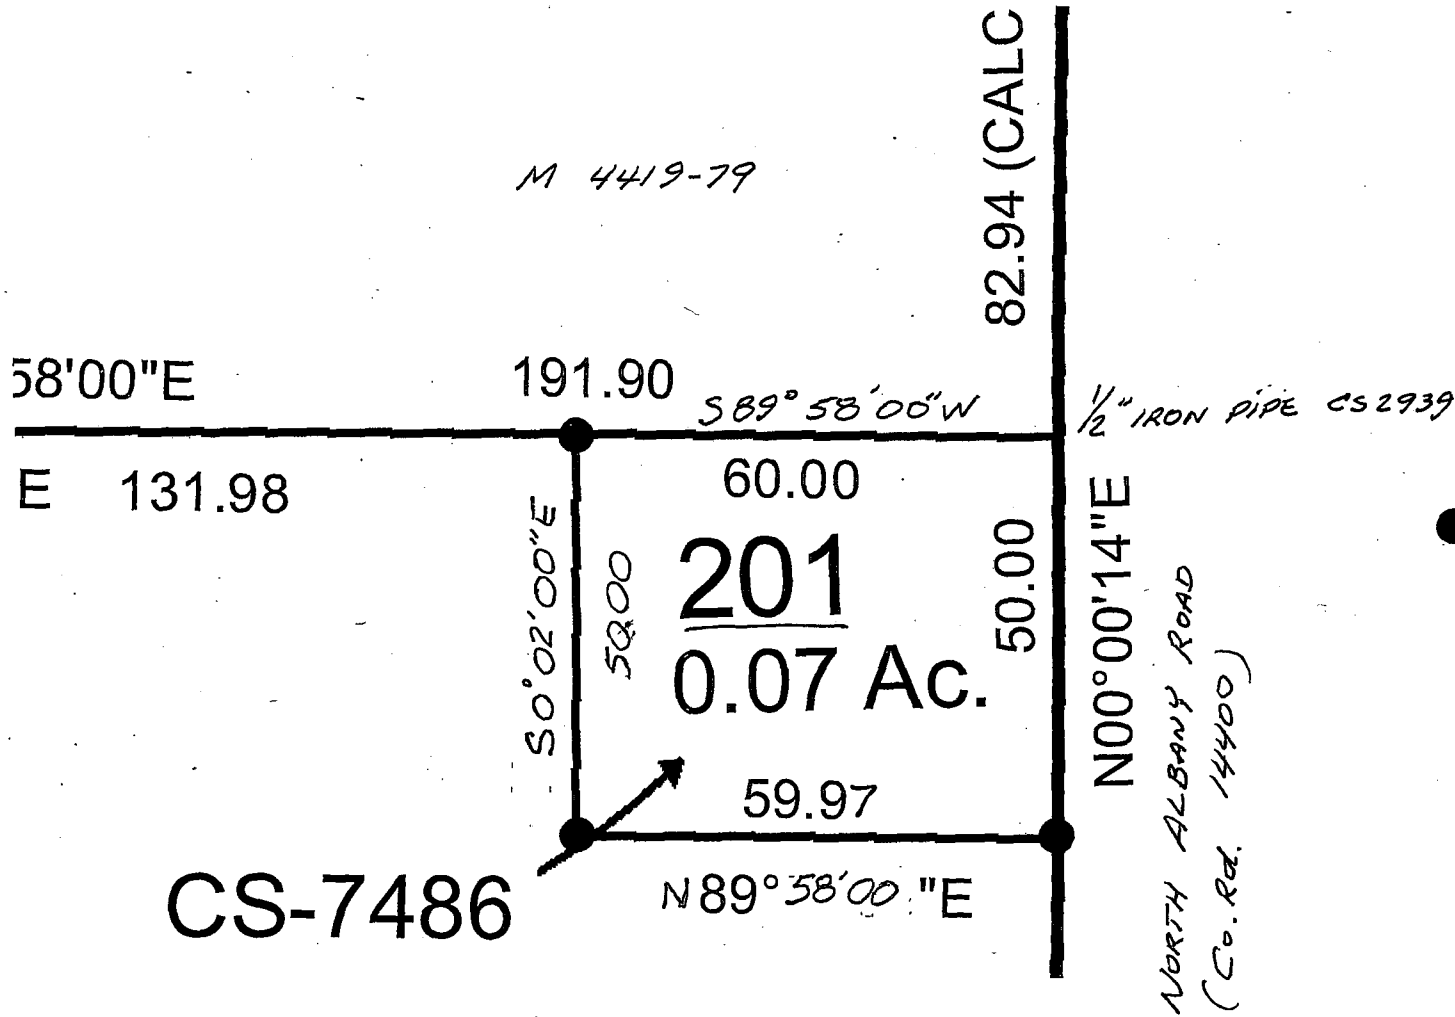 82.94 (CALC
M 4419-79
58'00"E
191.90
S89°58'00"W
1/2" IRON PIPE CS2939
E 131.98
60.00
S0°02'00"E
50.00
201
0.07 Ac.
50.00
N00°00'14"E
NORTH ALBANY ROAD
(Co. Rd. 14400)
59.97
N89°58'00"E
CS-7486